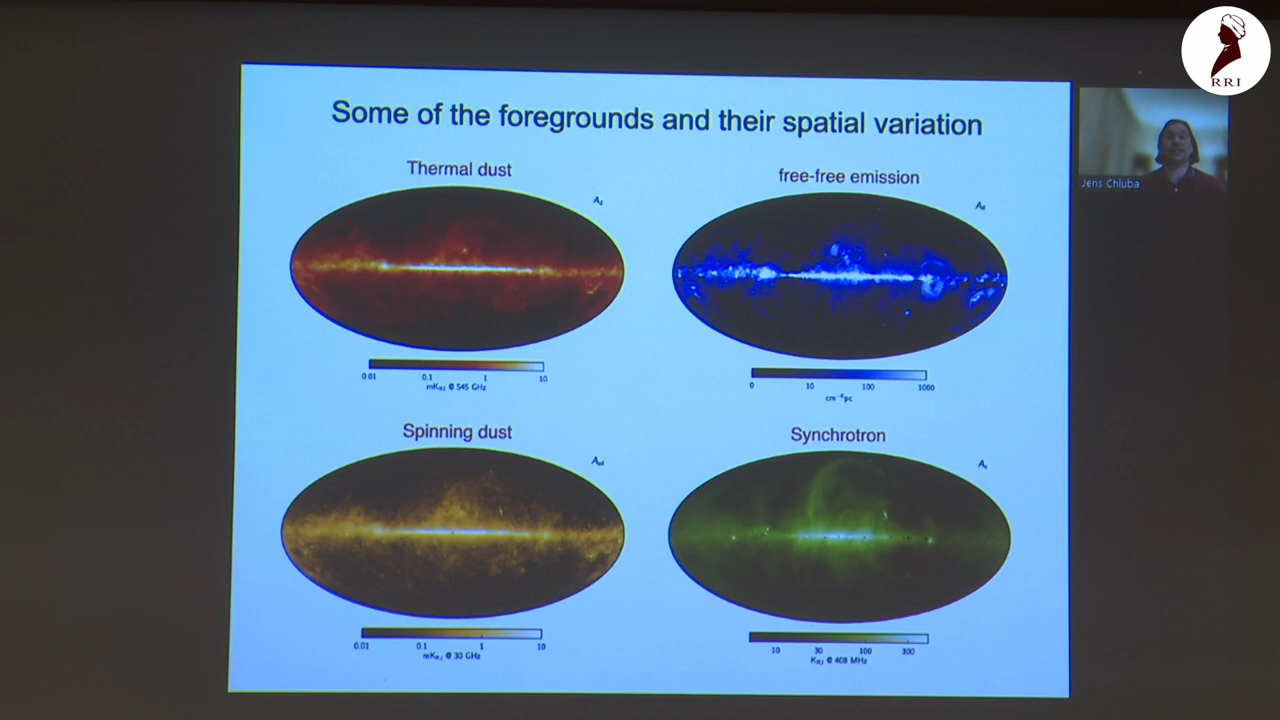 RRI
Some of the foregrounds and their spatial variation
Jens Chluba
Thermal dust
free-free emission
0.01 0.1 1 10
mK_RJ @ 545 GHz
0 10 100 1000
cm⁻⁶pc
Spinning dust
Synchrotron
0.01 0.1 1 10
mK_RJ @ 30 GHz
10 30 100 300
K_RJ @ 408 MHz